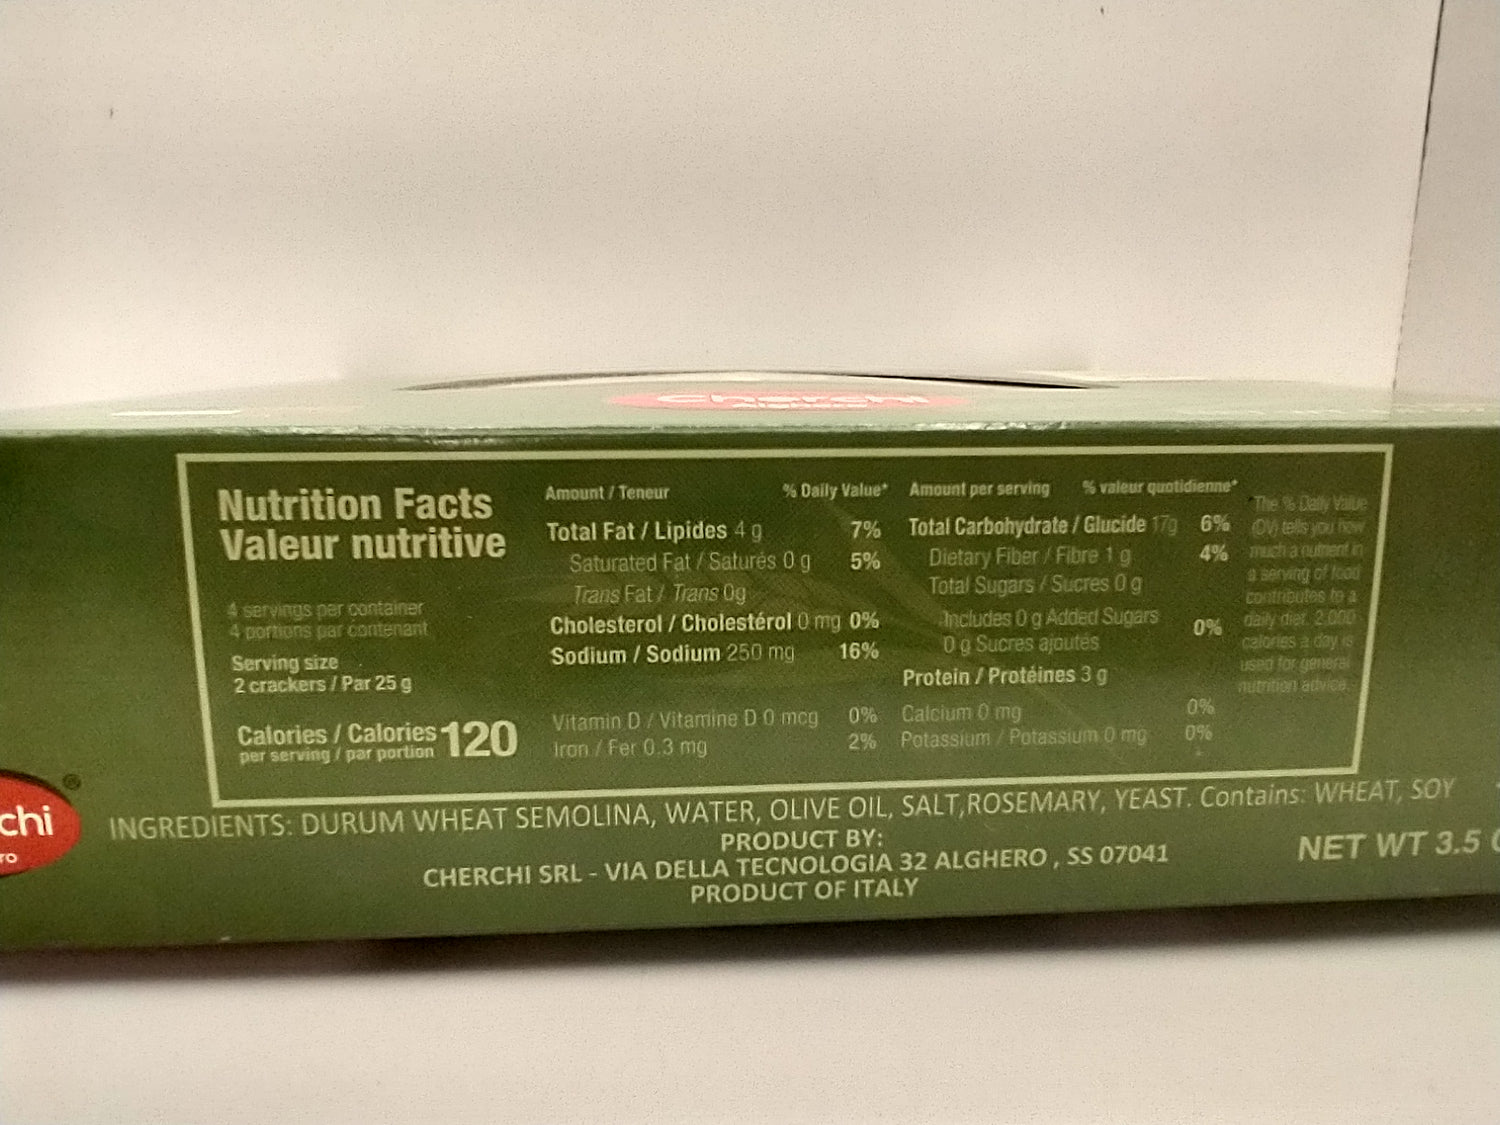 Cherchi
Alghero
Nutrition Facts
Valeur nutritive
4 servings per container
4 portions par contenant
Serving size
2 crackers / Par 25 g
Calories / Calories 120
per serving / par portion
Amount / Teneur % Daily Value*
Total Fat / Lipides 4 g 7%
Saturated Fat / Saturés 0 g 5%
Trans Fat / Trans 0g
Cholesterol / Cholestérol 0 mg 0%
Sodium / Sodium 250 mg 16%
Vitamin D / Vitamine D 0 mcg 0%
Iron / Fer 0.3 mg 2%
Amount per serving % valeur quotidienne*
Total Carbohydrate / Glucide 17g 6%
Dietary Fiber / Fibre 1 g 4%
Total Sugars / Sucres 0 g
Includes 0 g Added Sugars 0%
0 g Sucres ajoutés
Protein / Protéines 3 g
Calcium 0 mg 0%
Potassium / Potassium 0 mg 0%
*The % Daily Value
(DV) tells you how
much a nutrient in
a serving of food
contributes to a
daily diet. 2,000
calories a day is
used for general
nutrition advice.
chi ®
ro
INGREDIENTS: DURUM WHEAT SEMOLINA, WATER, OLIVE OIL, SALT,ROSEMARY, YEAST. Contains: WHEAT, SOY
PRODUCT BY:
CHERCHI SRL - VIA DELLA TECNOLOGIA 32 ALGHERO , SS 07041
PRODUCT OF ITALY
NET WT 3.5